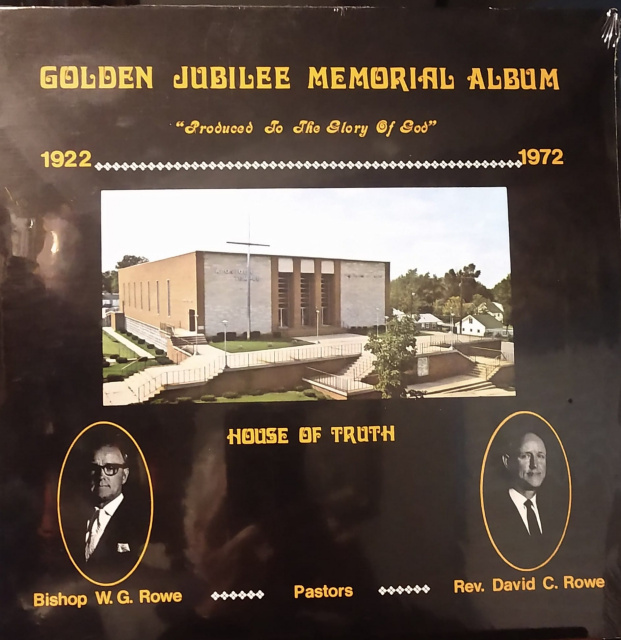 GOLDEN JUBILEE MEMORIAL ALBUM
"Produced To The Glory Of God"
1922 1972
HOUSE OF TRUTH
Bishop W. G. Rowe Pastors Rev. David C. Rowe